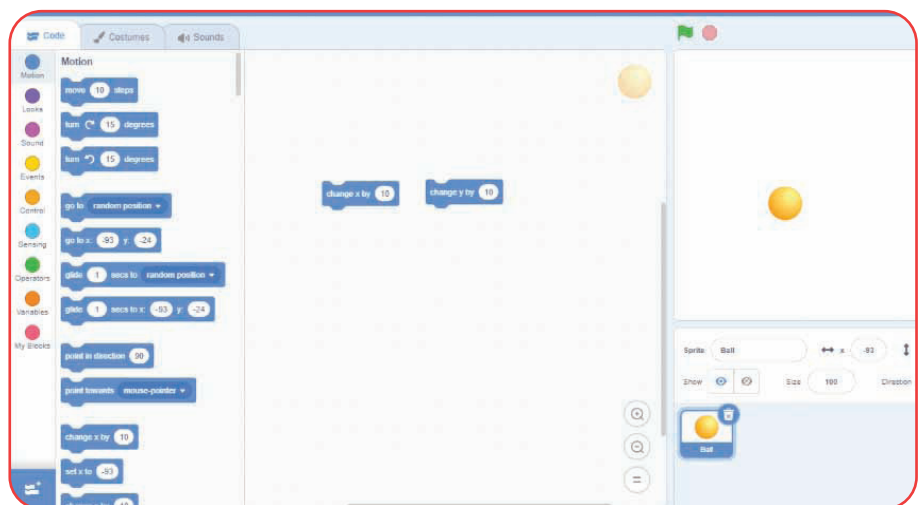 Code Costumes Sounds
Motion
Looks
Sound
Events
Control
Sensing
Operators
Variables
My Blocks
Motion
move 10 steps
turn 15 degrees
turn 15 degrees
go to random position
go to x: -93 y: -24
glide 1 secs to random position
glide 1 secs to x: -93 y: -24
point in direction 90
point towards mouse-pointer
change x by 10
set x to -93
change x by 10
change y by 10
Sprite Ball x -93
Show Size 100 Direction
Ball